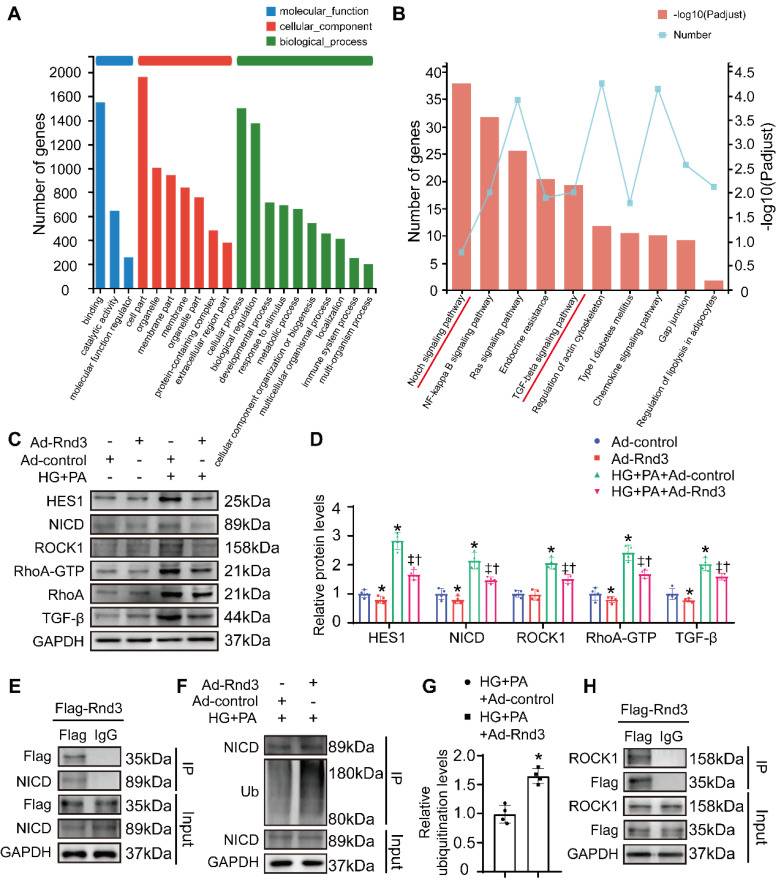 A
molecular_function
cellular_component
biological_process
Number of genes
2000
1600
1400
1000
800
600
400
200
0
binding
catalytic activity
molecular function regulator
cell part
organelle
membrane part
membrane
organelle part
protein-containing complex
extracellular region part
cellular process
biological regulation
developmental process
response to stimulus
metabolic process
cellular component organization or biogenesis
multicellular organismal process
localization
immune system process
multi-organism process
B
-log10(Padjust)
Number
Number of genes
40
35
30
25
20
15
10
5
0
4.5
4.0
3.5
3.0
2.5
2.0
1.5
1.0
0.5
0
-log10(Padjust)
Notch signaling pathway
NF-kappa B signaling pathway
Ras signaling pathway
Endocrine resistance
TGF-beta signaling pathway
Regulation of actin cytoskeleton
Type I diabetes mellitus
Chemokine signaling pathway
Gap junction
Regulation of lipolysis in adipocytes
C
Ad-Rnd3 - + - +
Ad-control + - + -
HG+PA - - + +
HES1 25kDa
NICD 89kDa
ROCK1 158kDa
RhoA-GTP 21kDa
RhoA 21kDa
TGF-β 44kDa
GAPDH 37kDa
D
Ad-control
Ad-Rnd3
HG+PA+Ad-control
HG+PA+Ad-Rnd3
Relative protein levels
4
3
2
1
0
* * ‡†
* * ‡†
* ‡†
* * ‡†
* * ‡†
HES1 NICD ROCK1 RhoA-GTP TGF-β
E
Flag-Rnd3
Flag IgG
Flag 35kDa
NICD 89kDa
IP
Flag 35kDa
NICD 89kDa
GAPDH 37kDa
Input
F
Ad-Rnd3 - +
Ad-control + -
HG+PA + +
NICD 89kDa
Ub 180kDa
80kDa
IP
NICD 89kDa
GAPDH 37kDa
Input
G
HG+PA
+Ad-control
HG+PA
+Ad-Rnd3
Relative
ubiquitination levels
2.0
1.5
1.0
0.5
0.0
*
H
Flag-Rnd3
Flag IgG
ROCK1 158kDa
Flag 35kDa
IP
ROCK1 158kDa
Flag 35kDa
GAPDH 37kDa
Input